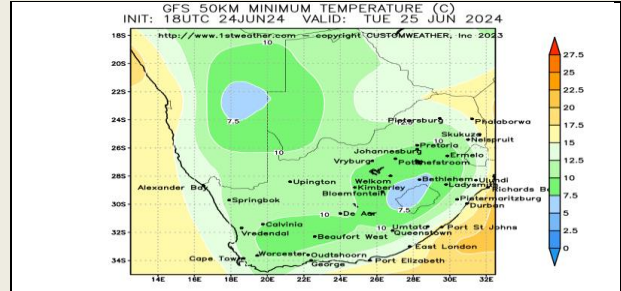 GFS 50KM MINIMUM TEMPERATURE (C)
INIT: 18UTC 24JUN24 VALID: TUE 25 JUN 2024
http://www.1stweather.com — copyright CUSTOMWEATHER, Inc 2023
18S
10
27.5
20S
25
22.5
22S
20
7.5
17.5
24S
Pietersburg
Phalaborwa
15
Skukuza
12.5
10
Nelspruit
Pretoria
26S
Johannesburg
Ermelo
10
10
Vryburg
Potchefstroom
7.5
28S
Welkom
Bethlehem
Ulundi
5
Alexander Bay
Upington
Kimberley
Ladysmith
Richards B
2.5
Bloemfontein
30S
Springbok
7.5
Pietermaritzburg
0
10
De Aar
Durban
Calvinia
10
Umtata
Port St Johns
32S
Vredendal
Beaufort West
Queenstown
East London
34S
Cape Town
Worcester
Oudtshoorn
George
Port Elizabeth
14E 16E 18E 20E 22E 24E 26E 28E 30E 32E